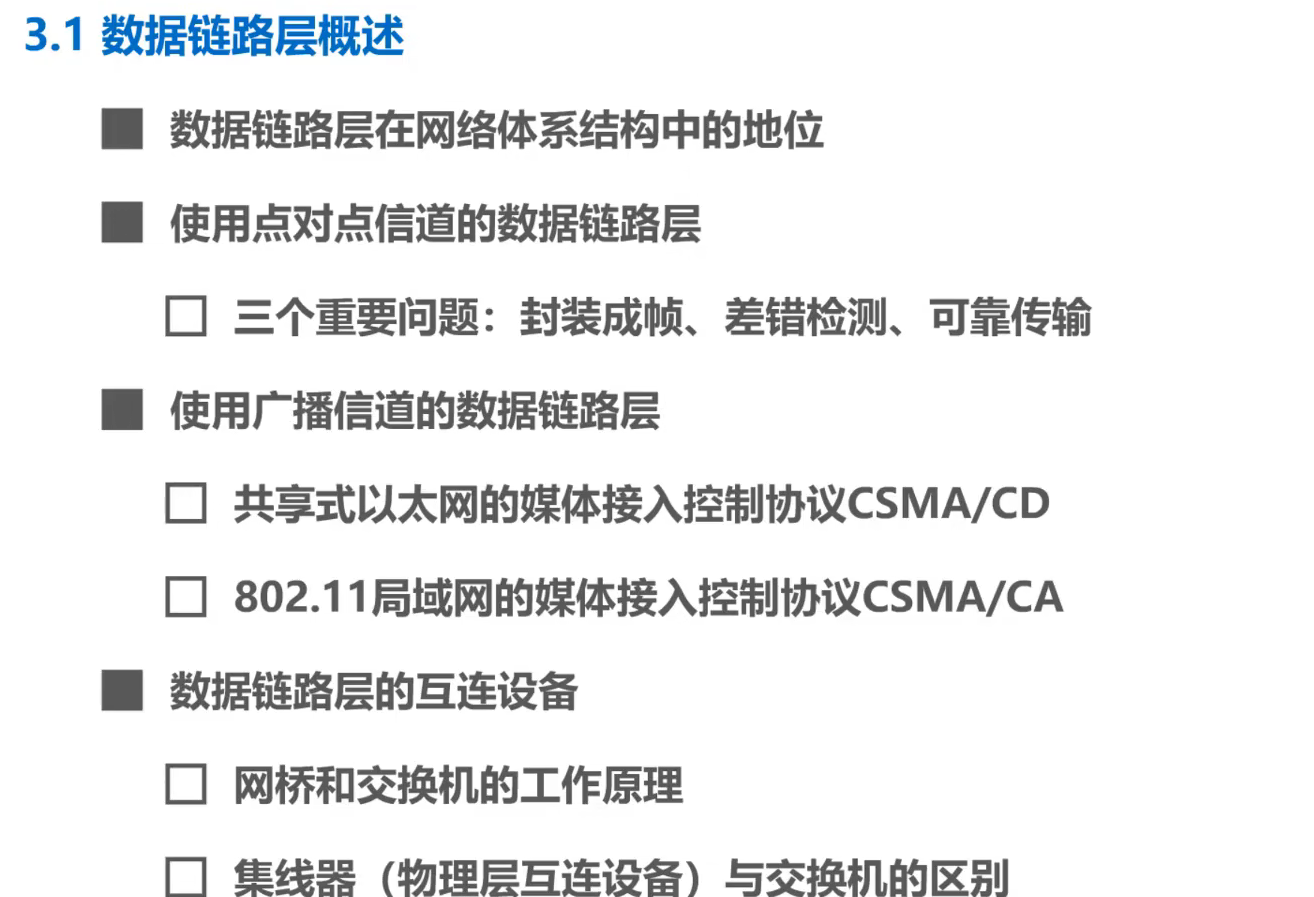 3.1 数据链路层概述
数据链路层在网络体系结构中的地位
使用点对点信道的数据链路层
三个重要问题：封装成帧、差错检测、可靠传输
使用广播信道的数据链路层
共享式以太网的媒体接入控制协议CSMA/CD
802.11局域网的媒体接入控制协议CSMA/CA
数据链路层的互连设备
网桥和交换机的工作原理
集线器（物理层互连设备）与交换机的区别